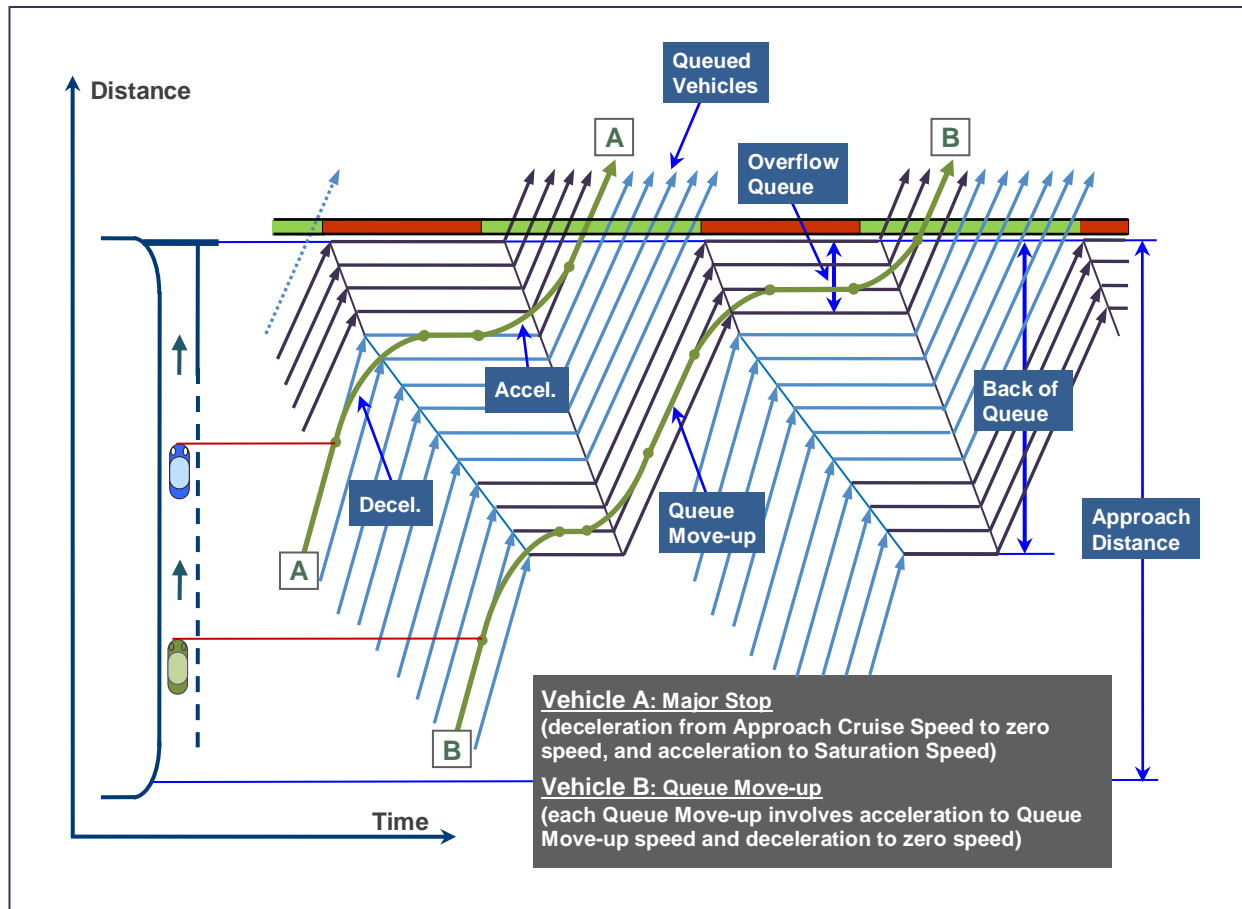 Queued
Vehicles
Distance
A
B
Overflow
Queue
Accel.
Back of
Queue
Decel.
Queue
Move-up
Approach
Distance
A
B
Vehicle A: Major Stop
(deceleration from Approach Cruise Speed to zero
speed, and acceleration to Saturation Speed)
Vehicle B: Queue Move-up
(each Queue Move-up involves acceleration to Queue
Move-up speed and deceleration to zero speed)
Time